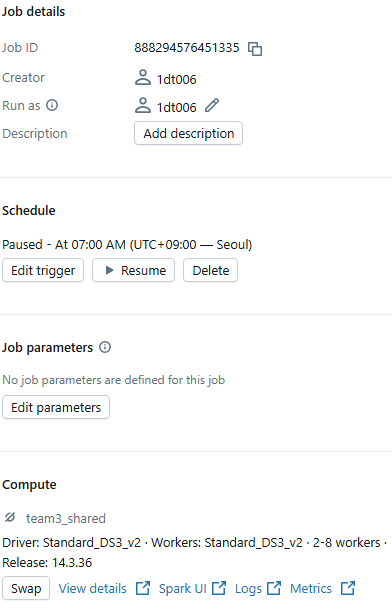 Job details
Job ID 888294576451335
Creator 1dt006
Run as 1dt006
Description Add description
Schedule
Paused - At 07:00 AM (UTC+09:00 — Seoul)
Edit trigger Resume Delete
Job parameters
No job parameters are defined for this job
Edit parameters
Compute
team3_shared
Driver: Standard_DS3_v2 · Workers: Standard_DS3_v2 · 2-8 workers ·
Release: 14.3.36
Swap View details Spark UI Logs Metrics